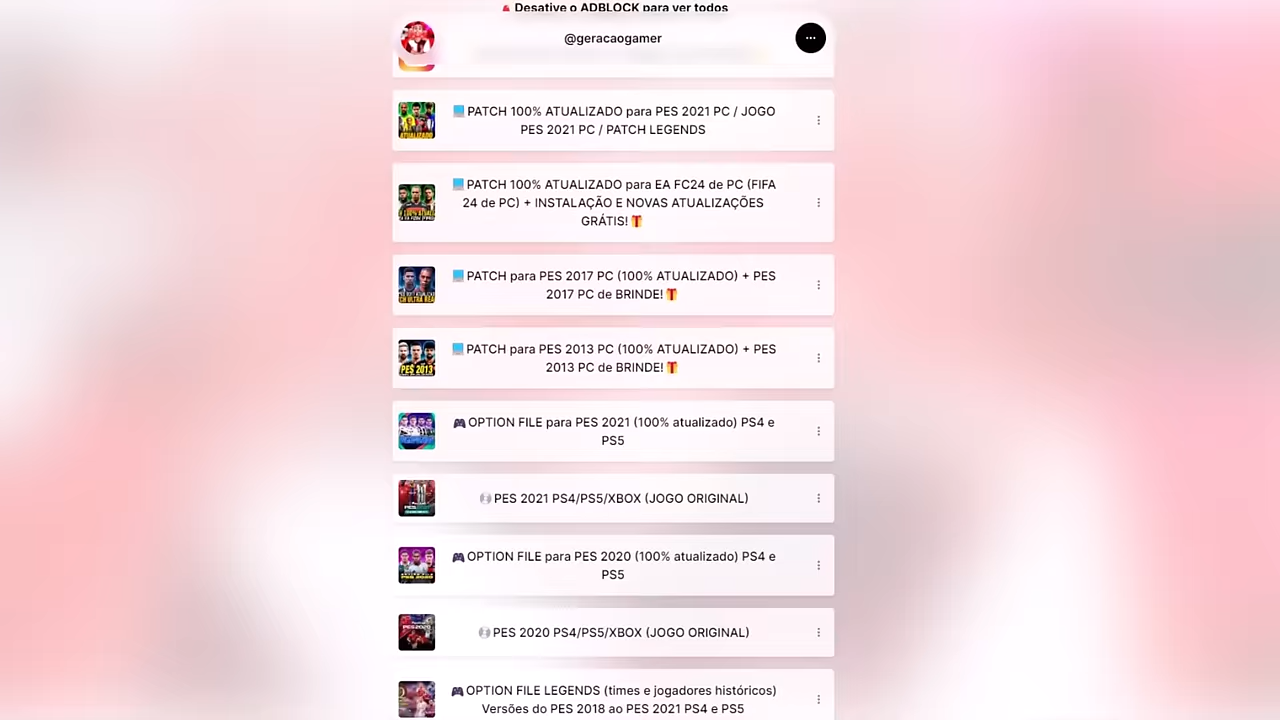 Desative o ADBLOCK para ver todos
@geracaogamer
PATCH 100% ATUALIZADO para PES 2021 PC / JOGO
PES 2021 PC / PATCH LEGENDS
ATUALIZADO
PATCH 100% ATUALIZADO para EA FC24 de PC (FIFA
24 de PC) + INSTALAÇÃO E NOVAS ATUALIZAÇÕES
GRÁTIS!
PATCH para PES 2017 PC (100% ATUALIZADO) + PES
2017 PC de BRINDE!
PATCH para PES 2013 PC (100% ATUALIZADO) + PES
2013 PC de BRINDE!
PES 2013
OPTION FILE para PES 2021 (100% atualizado) PS4 e
PS5
PES 2021 PS4/PS5/XBOX (JOGO ORIGINAL)
OPTION FILE para PES 2020 (100% atualizado) PS4 e
PS5
PES 2020 PS4/PS5/XBOX (JOGO ORIGINAL)
OPTION FILE LEGENDS (times e jogadores históricos)
Versões do PES 2018 ao PES 2021 PS4 e PS5